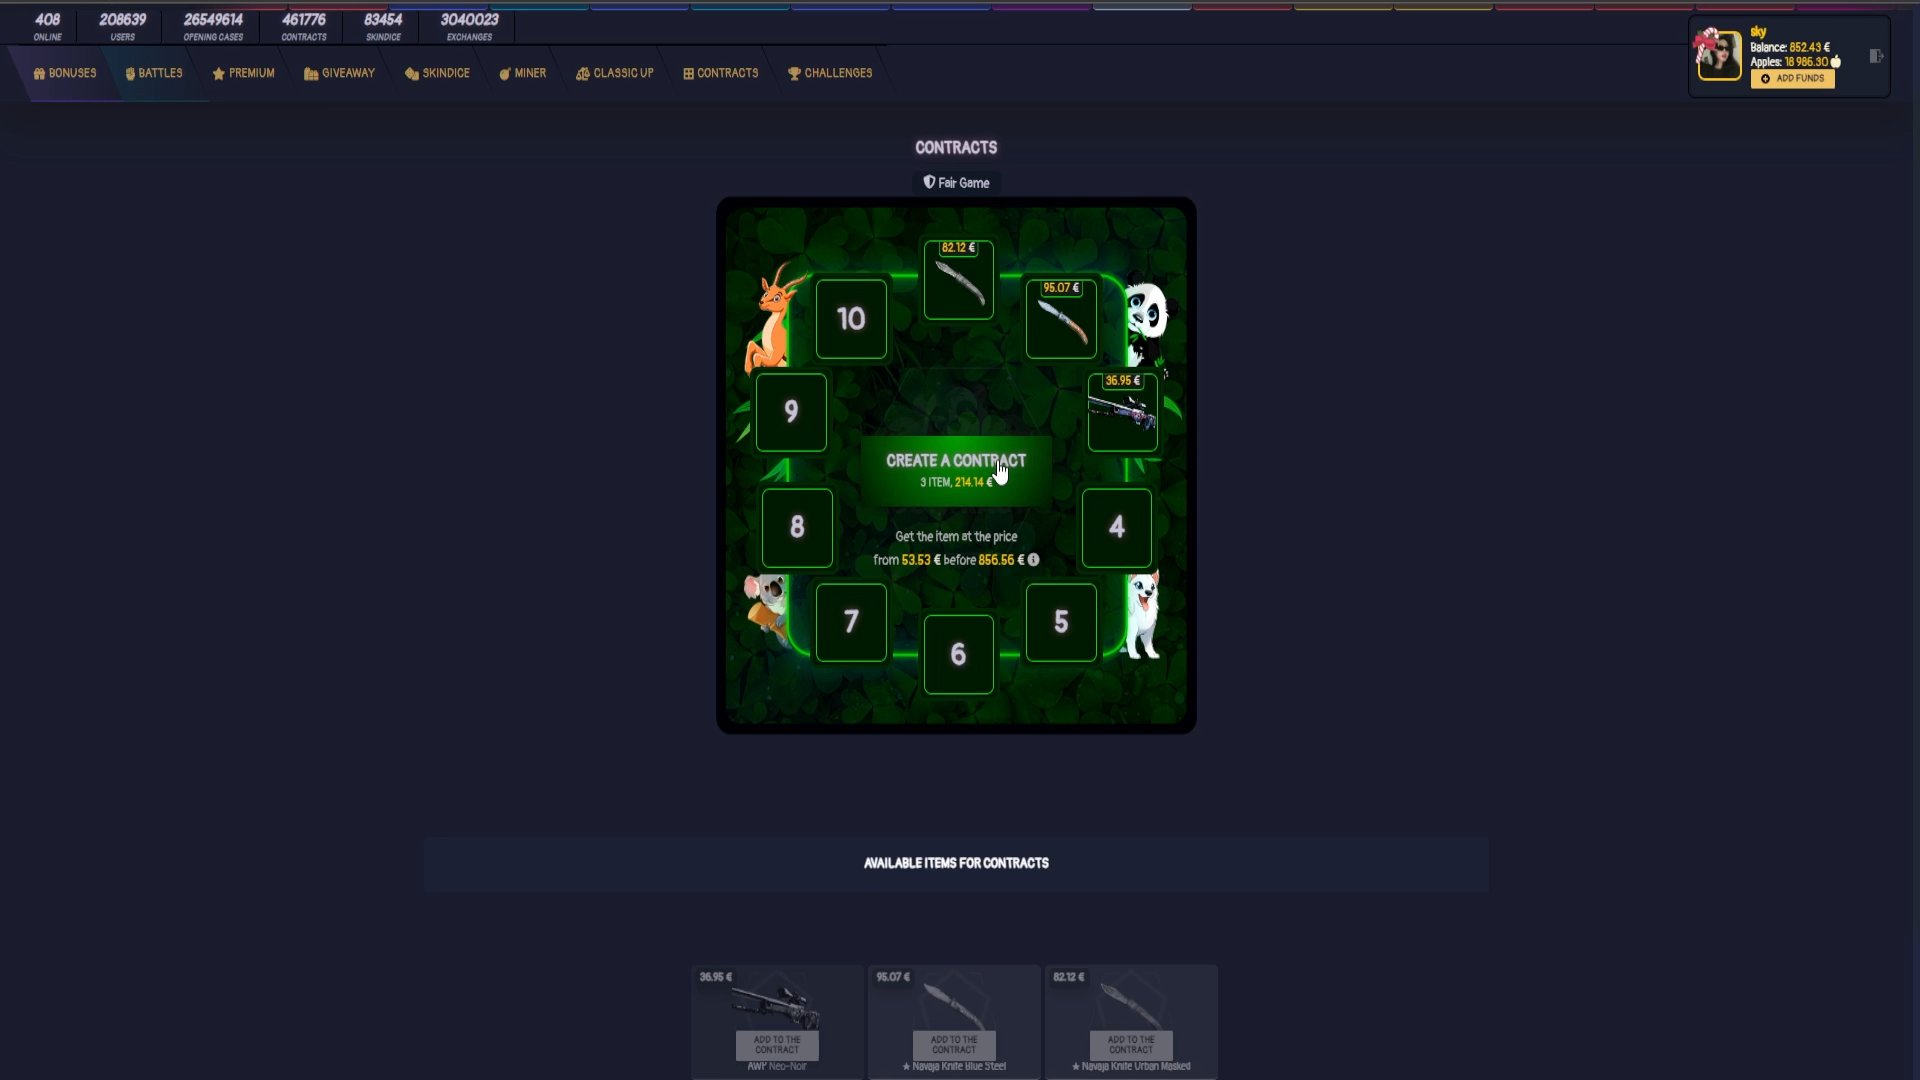 408 208639 26549614 461776 83454 3040023
ONLINE USERS OPENING CASES CONTRACTS SKINDICE EXCHANGES
sky
Balance: 852.43 €
Apples: 18 986.30
ADD FUNDS
BONUSES BATTLES PREMIUM GIVEAWAY SKINDICE MINER CLASSIC UP CONTRACTS CHALLENGES
CONTRACTS
Fair Game
82.12 €
95.07 €
10
36.95 €
9
CREATE A CONTRACT
3 ITEM, 214.14 €
8
4
Get the item at the price
from 53.53 € before 856.56 €
7
5
6
AVAILABLE ITEMS FOR CONTRACTS
36.95 € 95.07 € 82.12 €
ADD TO THE ADD TO THE ADD TO THE
CONTRACT CONTRACT CONTRACT
AWP Neo-Noir ★ Navaja Knife Blue Steel ★ Navaja Knife Urban Masked